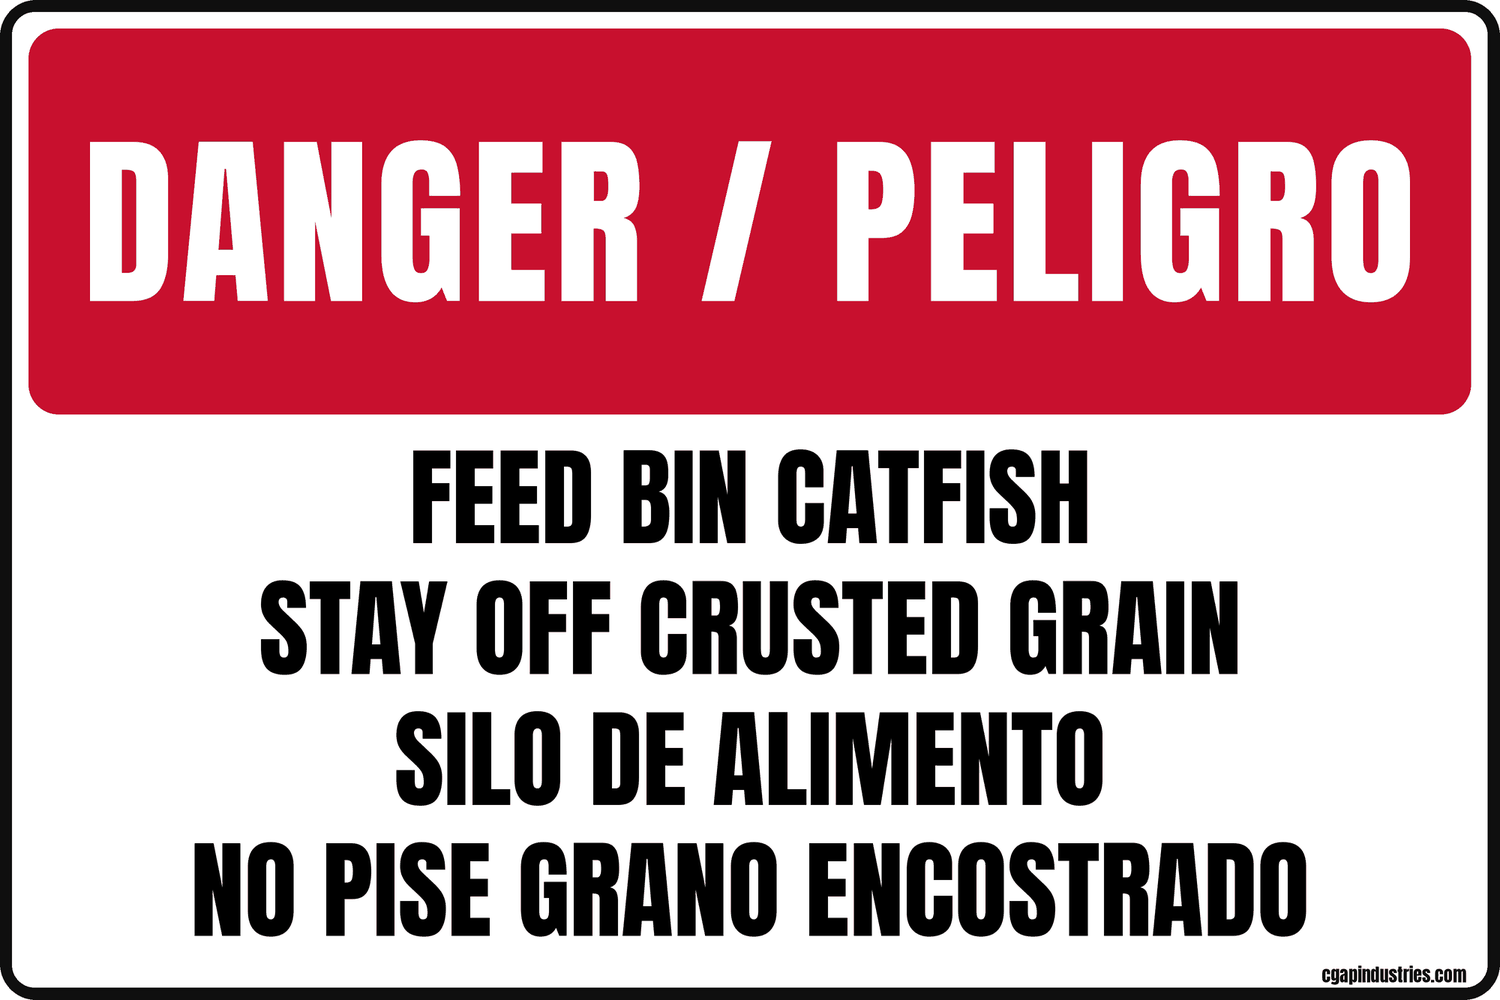 DANGER / PELIGRO
FEED BIN CATFISH
STAY OFF CRUSTED GRAIN
SILO DE ALIMENTO
NO PISE GRANO ENCOSTRADO
cgapindustries.com